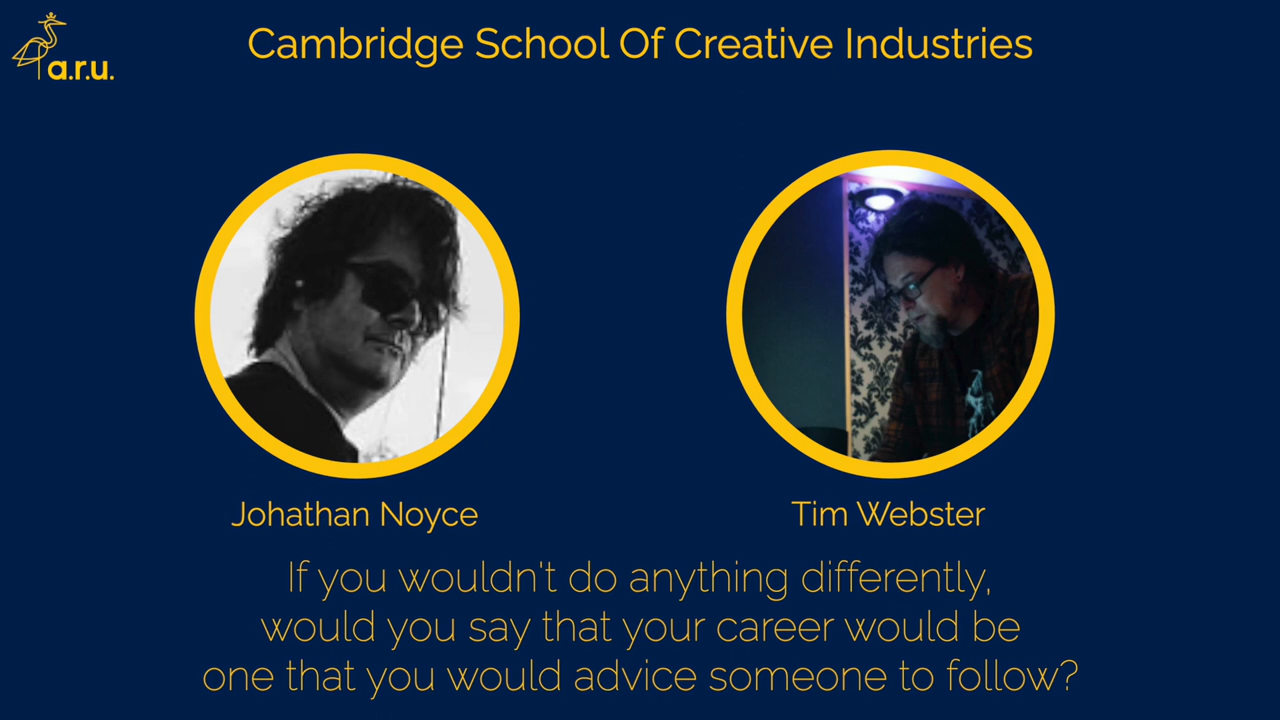 Cambridge School Of Creative Industries
a.r.u.
Johathan Noyce
Tim Webster
If you wouldn't do anything differently,
would you say that your career would be
one that you would advice someone to follow?